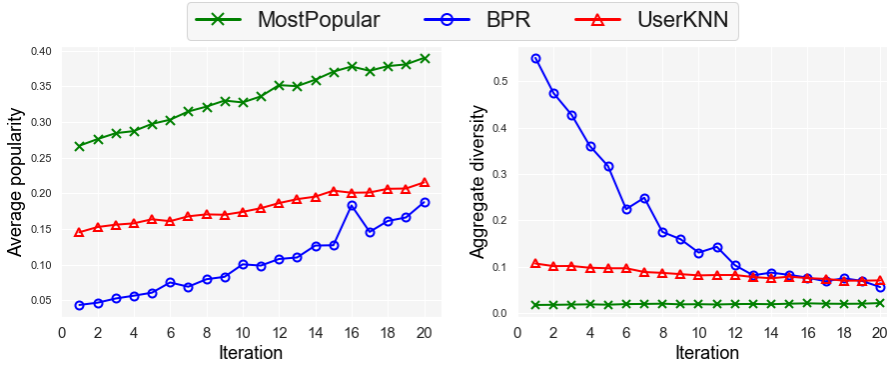 MostPopular BPR UserKNN
Average popularity
0.40
0.35
0.30
0.25
0.20
0.15
0.10
0.05
0 2 4 6 8 10 12 14 16 18 20
Iteration
Aggregate diversity
0.5
0.4
0.3
0.2
0.1
0.0
0 2 4 6 8 10 12 14 16 18 20
Iteration